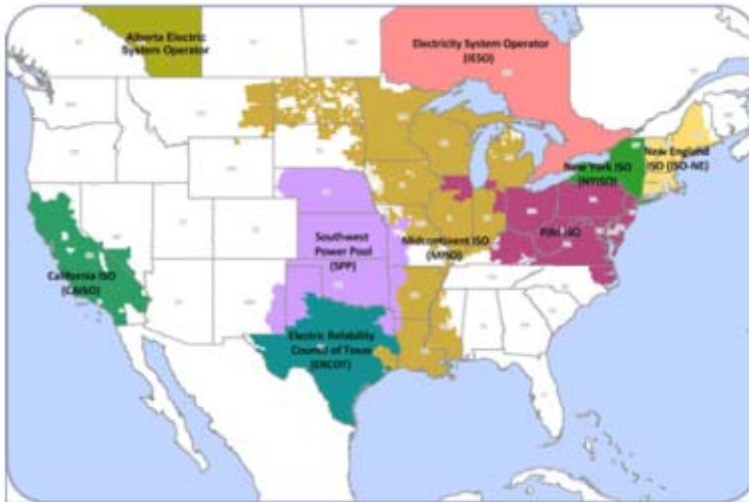 Alberta Electric
System Operator
Electricity System Operator
(IESO)
New England
ISO (ISO-NE)
New York ISO
(NYISO)
PJM ISO
Midcontinent ISO
(MISO)
Southwest
Power Pool
(SPP)
California ISO
(CAISO)
Electric Reliability
Council of Texas
(ERCOT)